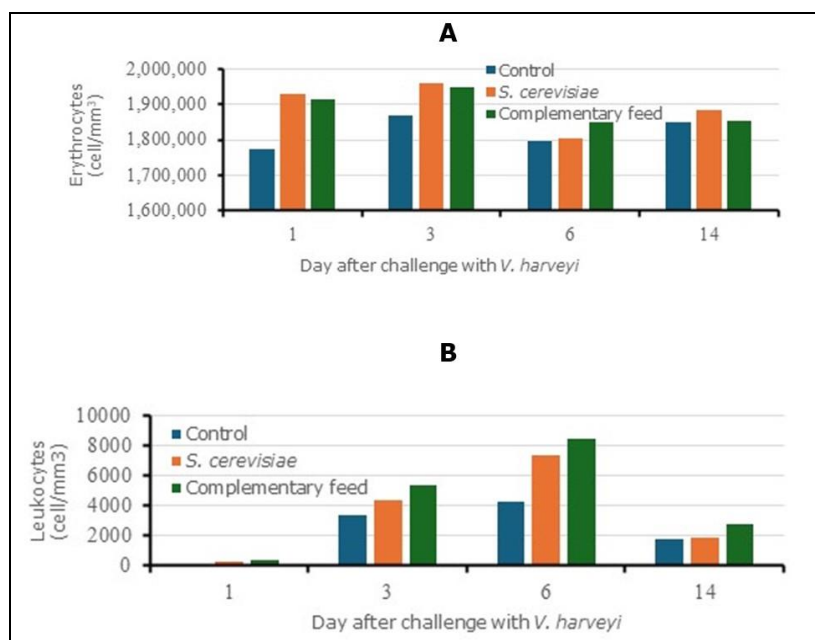 A
2,000,000
1,900,000
1,800,000
1,700,000
1,600,000
Erythrocytes
(cell/mm³)
Control
S. cerevisiae
Complementary feed
1 3 6 14
Day after challenge with V. harveyi
B
10000
8000
6000
4000
2000
0
Leukocytes
(cell/mm3)
Control
S. cerevisiae
Complementary feed
1 3 6 14
Day after challenge with V. harveyi